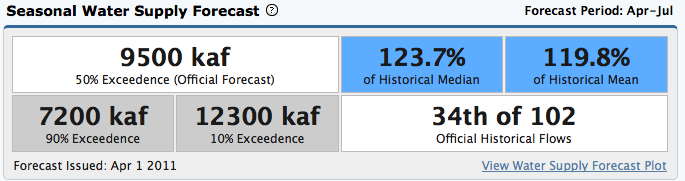 Seasonal Water Supply Forecast ?
Forecast Period: Apr-Jul
9500 kaf
50% Exceedence (Official Forecast)
123.7%
of Historical Median
119.8%
of Historical Mean
7200 kaf
90% Exceedence
12300 kaf
10% Exceedence
34th of 102
Official Historical Flows
Forecast Issued: Apr 1 2011
View Water Supply Forecast Plot